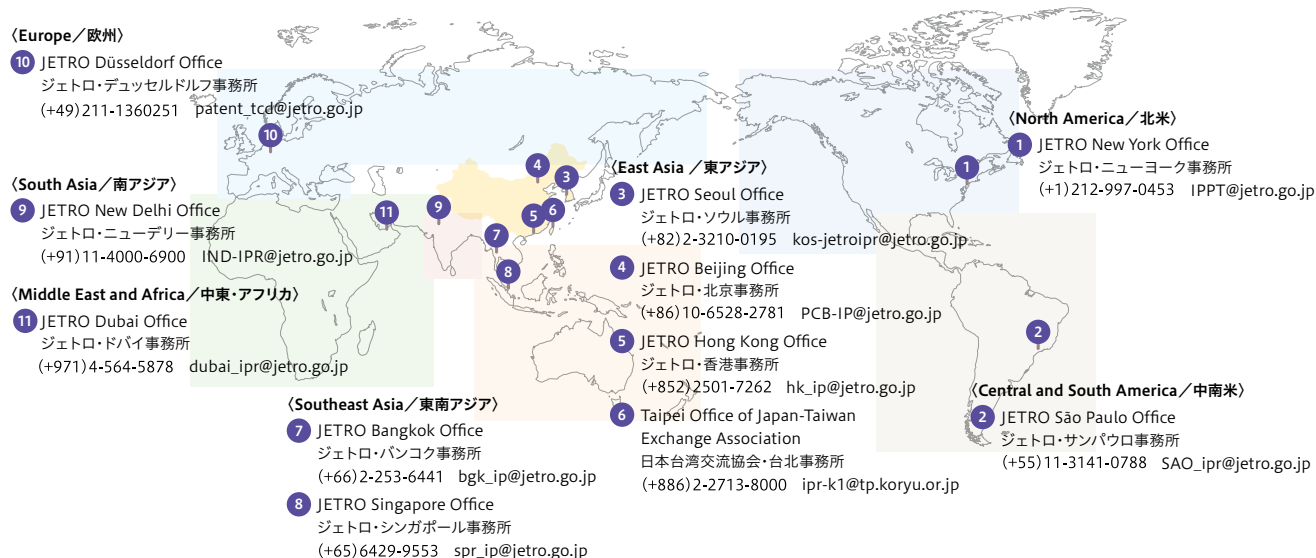 〈Europe／欧州〉
10 JETRO Düsseldorf Office
ジェトロ・デュッセルドルフ事務所
(+49)211-1360251 patent_tcd@jetro.go.jp
〈South Asia／南アジア〉
9 JETRO New Delhi Office
ジェトロ・ニューデリー事務所
(+91)11-4000-6900 IND-IPR@jetro.go.jp
〈Middle East and Africa／中東・アフリカ〉
11 JETRO Dubai Office
ジェトロ・ドバイ事務所
(+971)4-564-5878 dubai_ipr@jetro.go.jp
〈Southeast Asia／東南アジア〉
7 JETRO Bangkok Office
ジェトロ・バンコク事務所
(+66)2-253-6441 bgk_ip@jetro.go.jp
8 JETRO Singapore Office
ジェトロ・シンガポール事務所
(+65)6429-9553 spr_ip@jetro.go.jp
〈East Asia ／東アジア〉
3 JETRO Seoul Office
ジェトロ・ソウル事務所
(+82)2-3210-0195 kos-jetroipr@jetro.go.jp
4 JETRO Beijing Office
ジェトロ・北京事務所
(+86)10-6528-2781 PCB-IP@jetro.go.jp
5 JETRO Hong Kong Office
ジェトロ・香港事務所
(+852)2501-7262 hk_ip@jetro.go.jp
6 Taipei Office of Japan-Taiwan
Exchange Association
日本台湾交流協会・台北事務所
(+886)2-2713-8000 ipr-k1@tp.koryu.or.jp
〈North America／北米〉
1 JETRO New York Office
ジェトロ・ニューヨーク事務所
(+1)212-997-0453 IPPT@jetro.go.jp
〈Central and South America／中南米〉
2 JETRO São Paulo Office
ジェトロ・サンパウロ事務所
(+55)11-3141-0788 SAO_ipr@jetro.go.jp
10
4
3
9
11
5
6
7
8
1
2